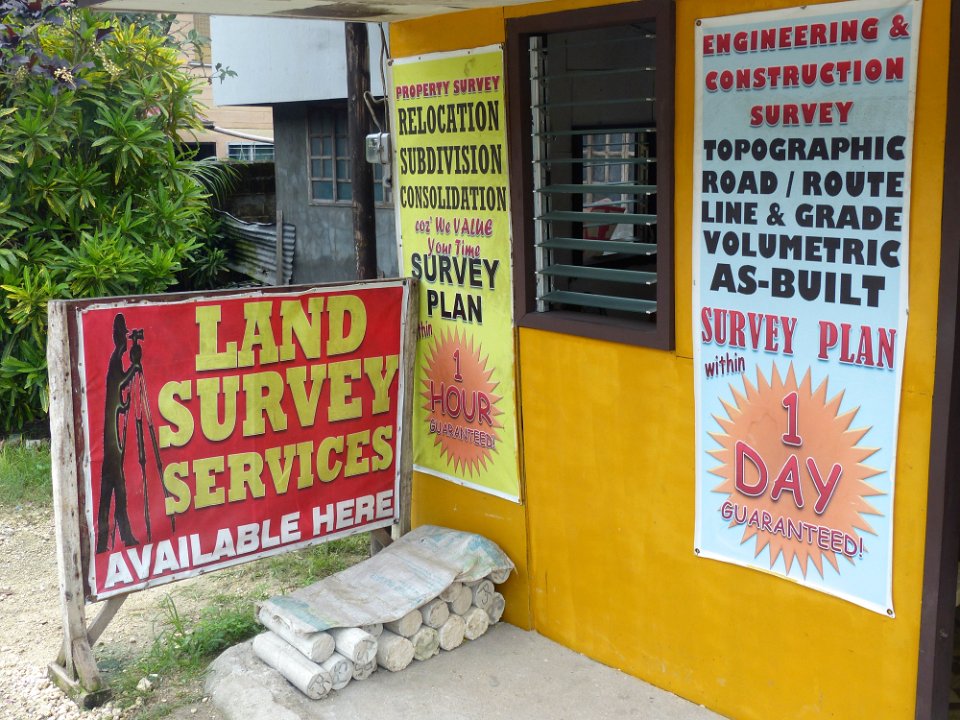 LAND
SURVEY
SERVICES
AVAILABLE HERE
PROPERTY SURVEY
RELOCATION
SUBDIVISION
CONSOLIDATION
coz' We VALUE
Your Time
SURVEY
PLAN
within
1
HOUR
GUARANTEED!
ENGINEERING &
CONSTRUCTION
SURVEY
TOPOGRAPHIC
ROAD / ROUTE
LINE & GRADE
VOLUMETRIC
AS-BUILT
SURVEY PLAN
within
1
DAY
GUARANTEED!